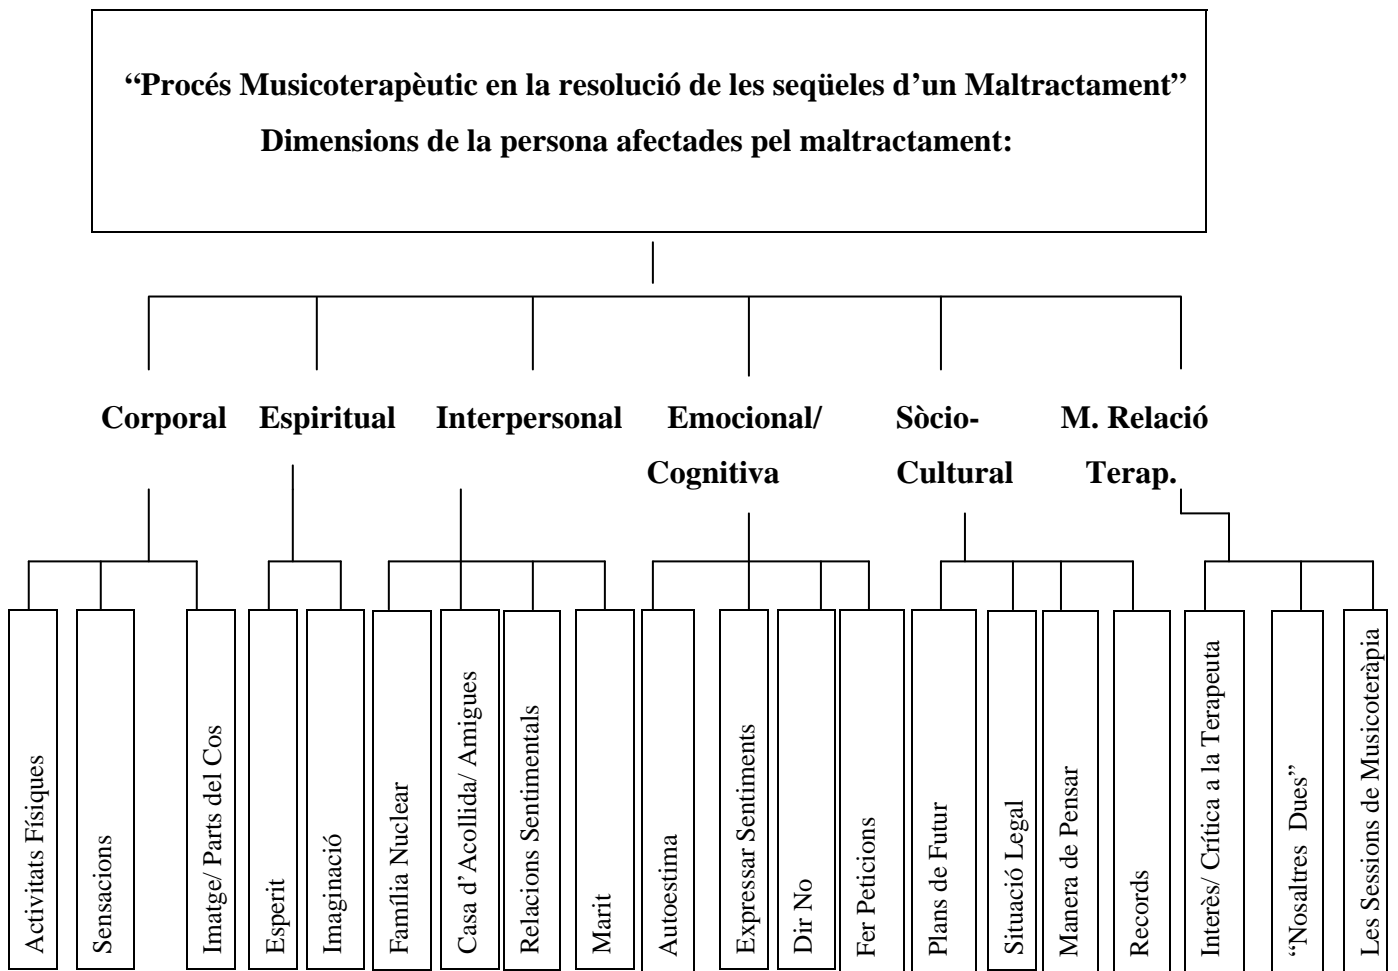 “Procés Musicoterapèutic en la resolució de les seqüeles d’un Maltractament”
Dimensions de la persona afectades pel maltractament:
Corporal
Espiritual
Interpersonal
Emocional/
Cognitiva
Sòcio-
Cultural
M. Relació
Terap.
Activitats Físiques
Sensacions
Imatge/ Parts del Cos
Esperit
Imaginació
Família Nuclear
Casa d’Acollida/ Amigues
Relacions Sentimentals
Marit
Autoestima
Expressar Sentiments
Dir No
Fer Peticions
Plans de Futur
Situació Legal
Manera de Pensar
Records
Interès/ Crítica a la Terapeuta
“Nosaltres Dues”
Les Sessions de Musicoteràpia